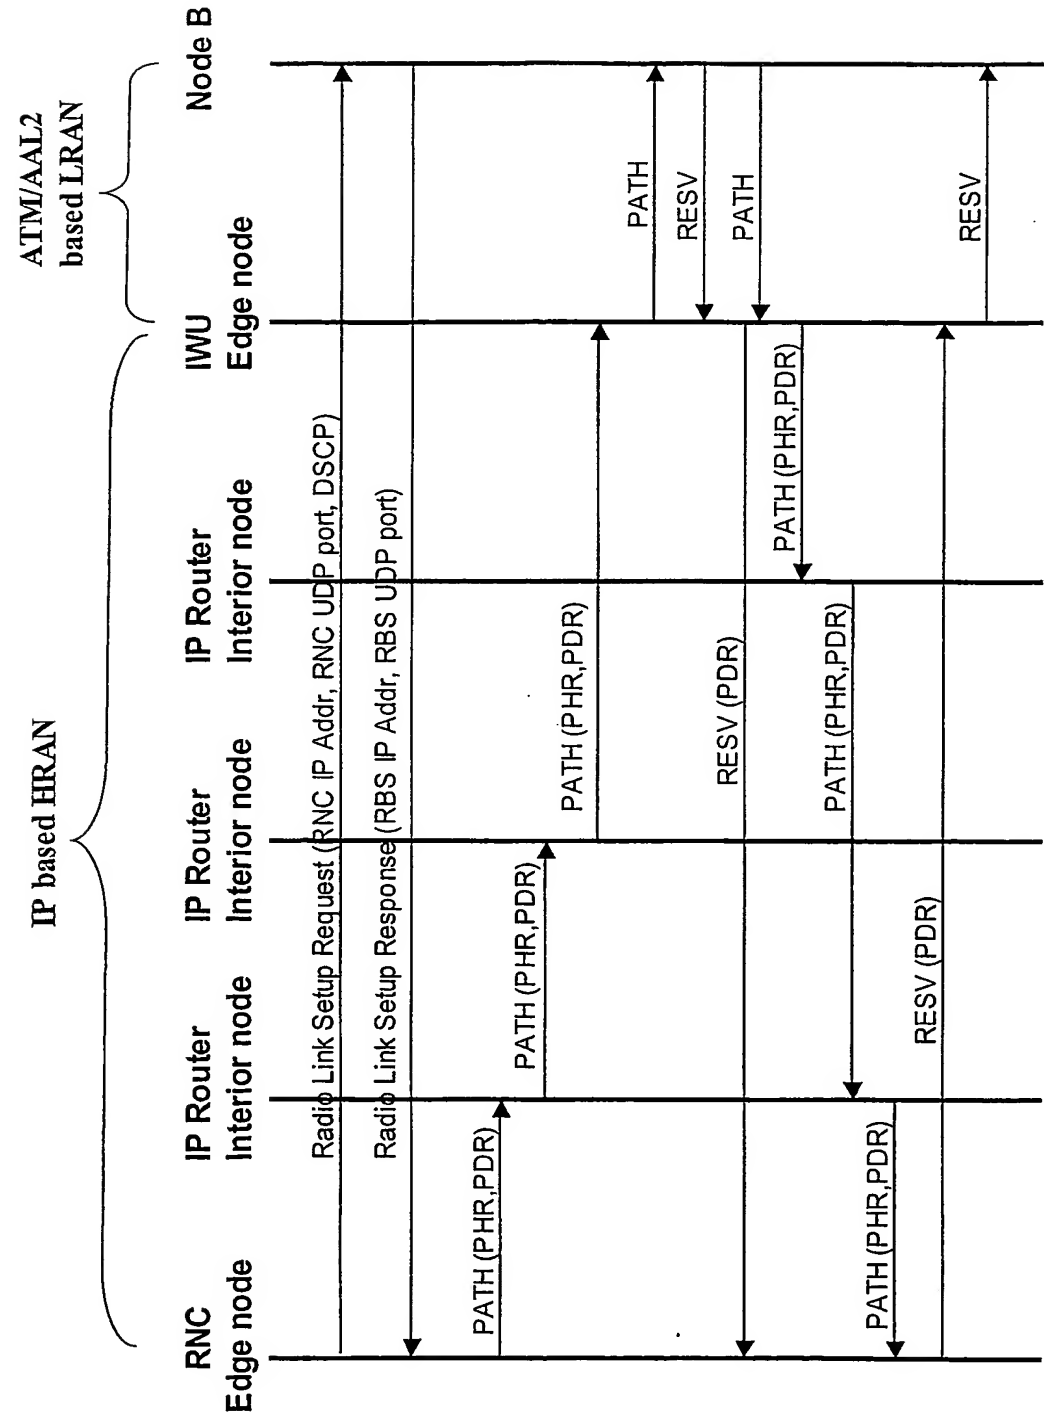 IP based HRAN
ATM/AAL2
based LRAN
RNC
Edge node
IP Router
Interior node
IP Router
Interior node
IP Router
Interior node
IWU
Edge node
Node B
Radio Link Setup Request (RNC IP Addr, RNC UDP port, DSCP)
Radio Link Setup Response (RBS IP Addr, RBS UDP port)
PATH (PHR,PDR)
PATH (PHR,PDR)
PATH (PHR,PDR)
PATH
RESV
RESV (PDR)
PATH
PATH (PHR,PDR)
PATH (PHR,PDR)
PATH (PHR,PDR)
RESV (PDR)
RESV